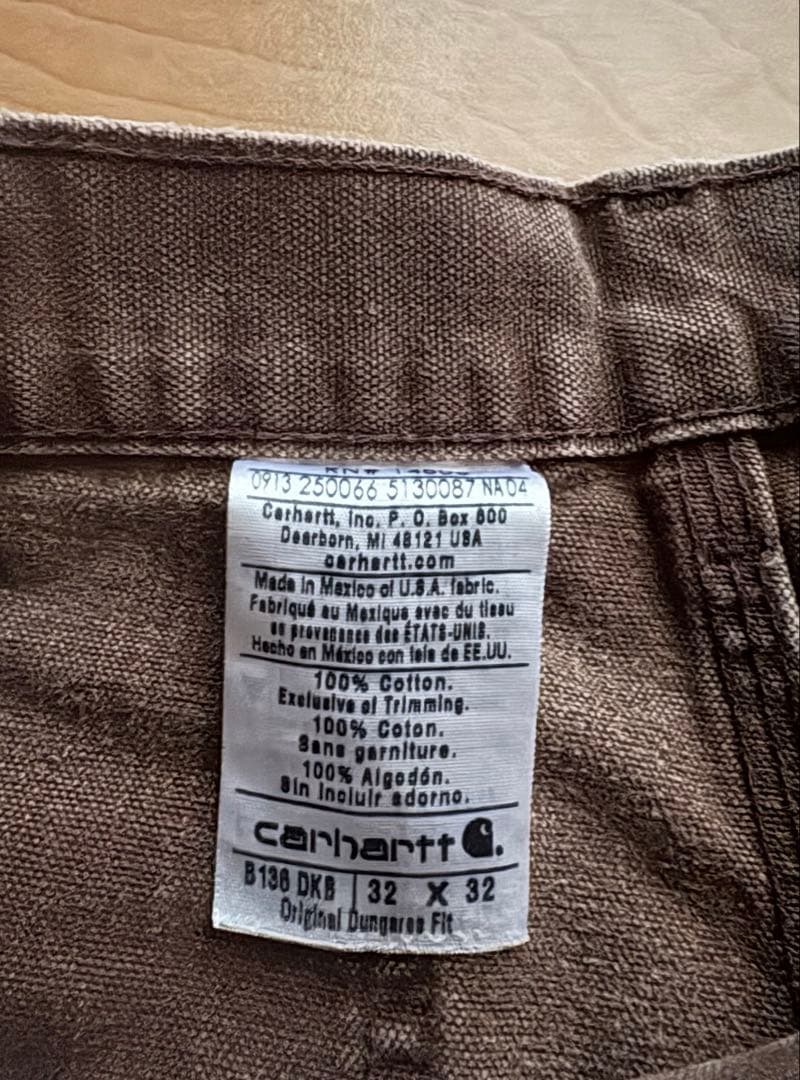 RN# 14806
0913 250066 5130087 NA04
Carhartt, Inc. P. O. Box 600
Dearborn, MI 48121 USA
carhartt.com
Made in Mexico of U.S.A. fabric.
Fabriqué au Mexique avec du tissu
en provenance des ÉTATS-UNIS.
Hecho en México con tela de EE.UU.
100% Cotton.
Exclusive of Trimming.
100% Coton.
Sans garniture.
100% Algodón.
Sin incluir adorno.
carhartt
B136 DKB 32 X 32
Original Dungaree Fit